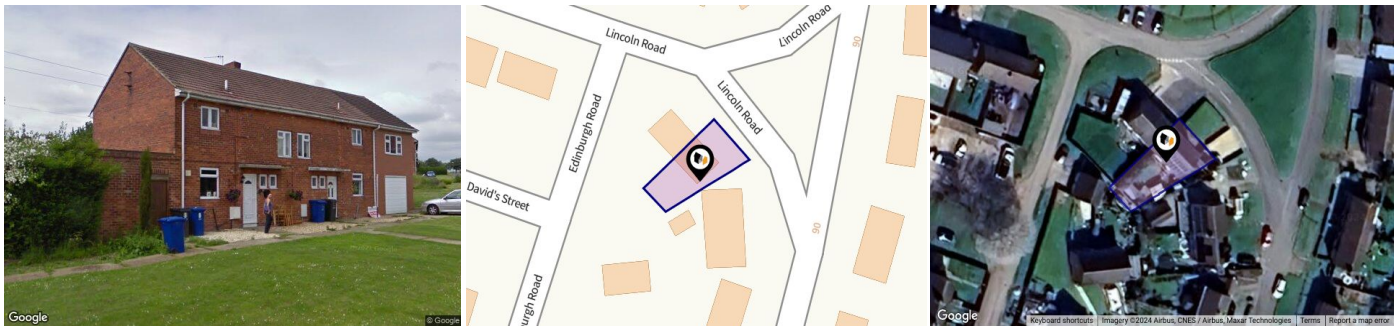 Google
© Google
Lincoln Road
Lincoln Road
Lincoln Road
Edinburgh Road
David's Street
burgh Road
90
90
Google
Keyboard shortcuts
Imagery ©2024 Airbus, CNES / Airbus, Maxar Technologies
Terms
Report a map error